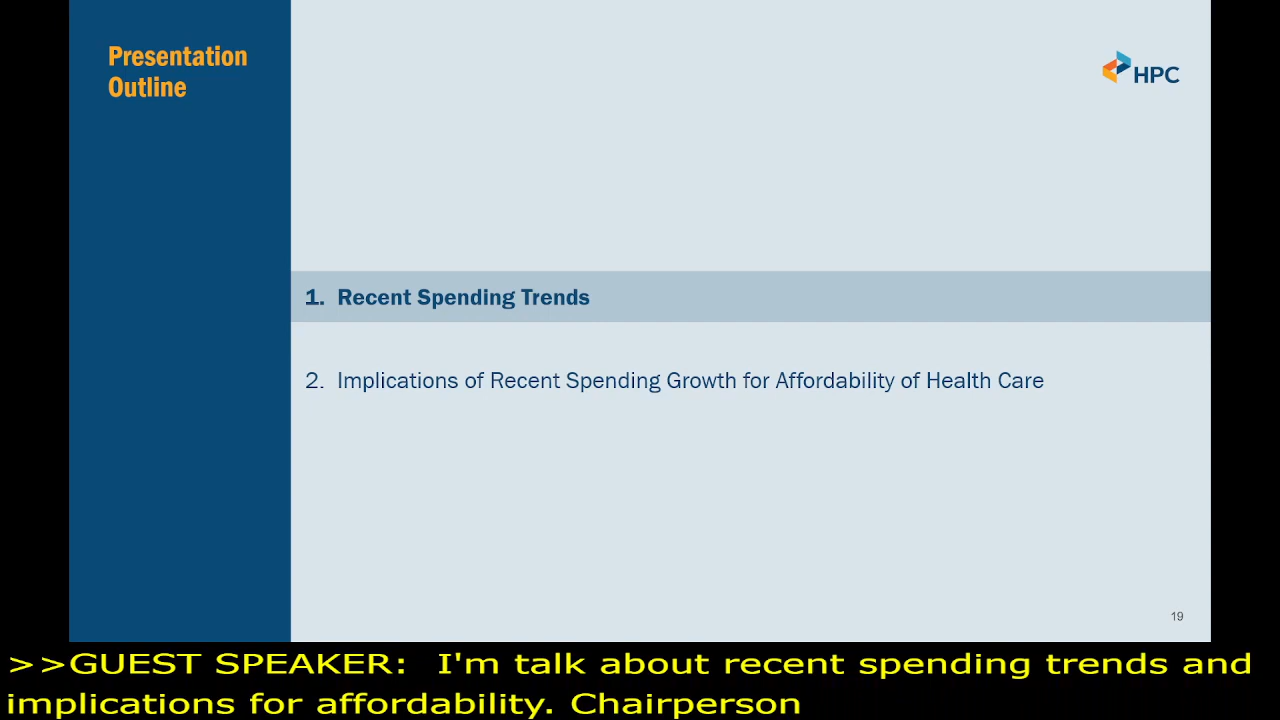 Presentation
Outline
HPC
1. Recent Spending Trends
2. Implications of Recent Spending Growth for Affordability of Health Care
19
>>GUEST SPEAKER:  I'm talk about recent spending trends and
implications for affordability. Chairperson